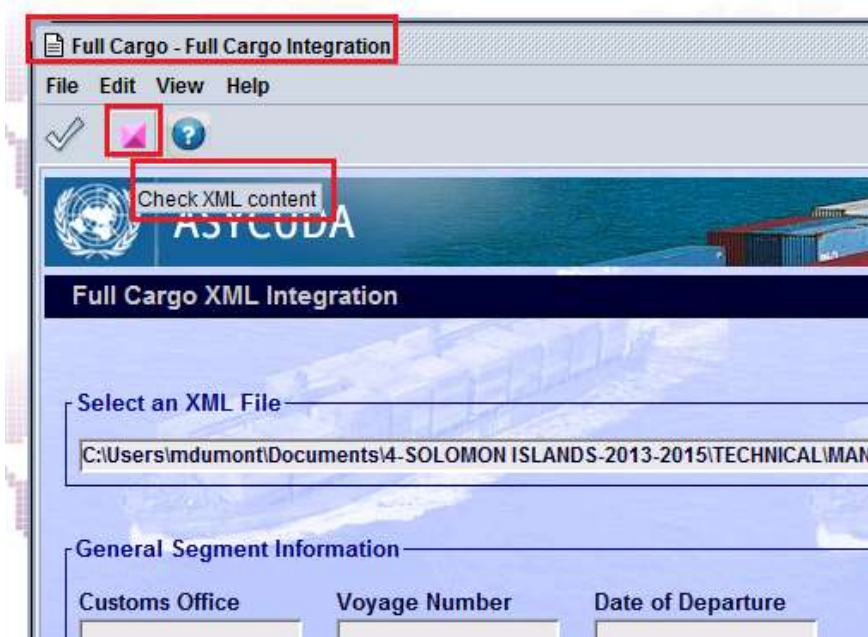 Full Cargo - Full Cargo Integration
File Edit View Help
Check XML content
ASYCUDA
Full Cargo XML Integration
Select an XML File
C:\Users\mdumont\Documents\4-SOLOMON ISLANDS-2013-2015\TECHNICAL\MAN
General Segment Information
Customs Office Voyage Number Date of Departure